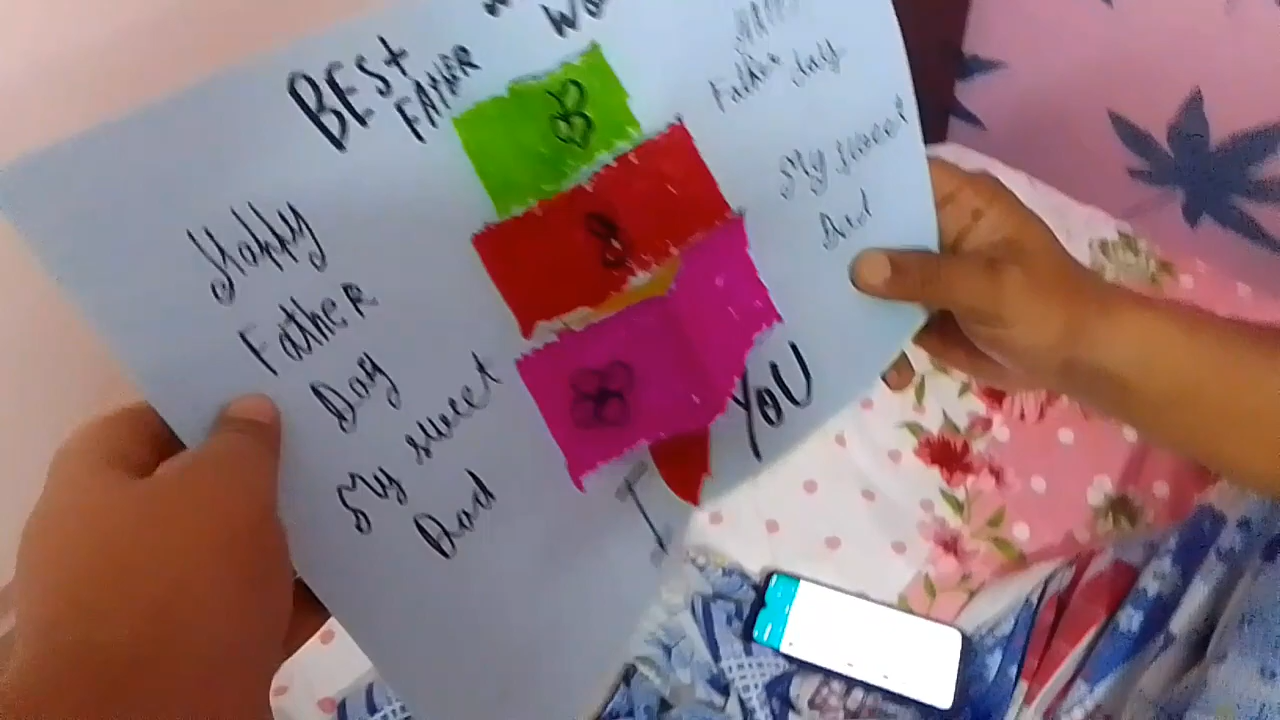 BEST
FATHER
Happy
Father
Day
My sweet
Dad
Father day
My sweet
Dad
I
YOU